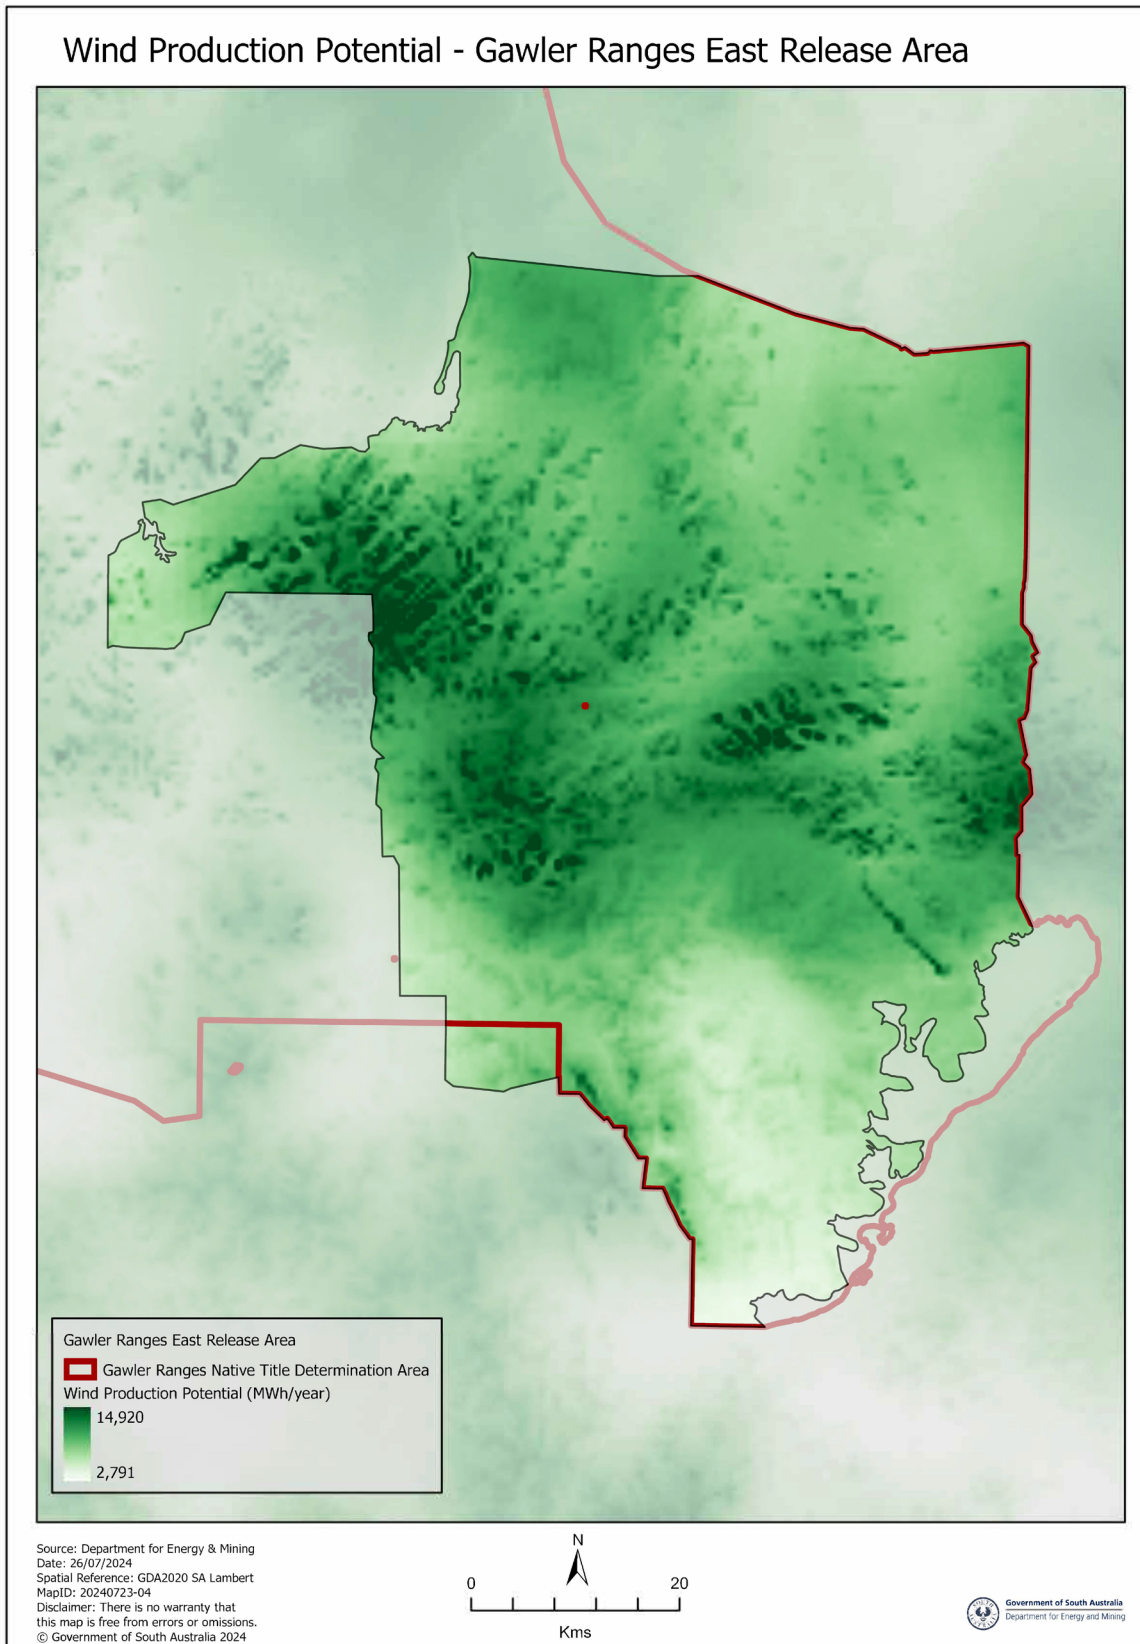 Wind Production Potential - Gawler Ranges East Release Area
Gawler Ranges East Release Area
Gawler Ranges Native Title Determination Area
Wind Production Potential (MWh/year)
14,920
2,791
Source: Department for Energy & Mining
Date: 26/07/2024
Spatial Reference: GDA2020 SA Lambert
MapID: 20240723-04
Disclaimer: There is no warranty that
this map is free from errors or omissions.
© Government of South Australia 2024
N
0 20
Kms
Government of South Australia
Department for Energy and Mining